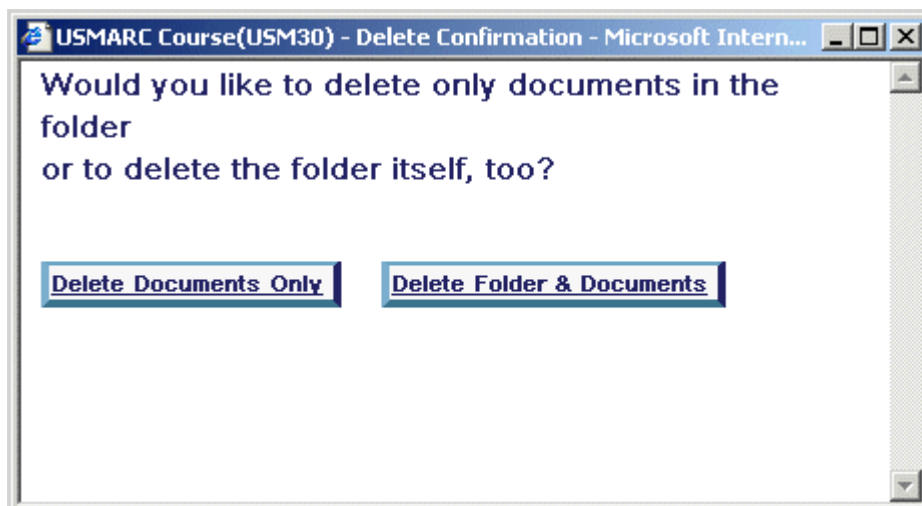 USMARC Course(USM30) - Delete Confirmation - Microsoft Intern...
Would you like to delete only documents in the
folder
or to delete the folder itself, too?
Delete Documents Only Delete Folder & Documents